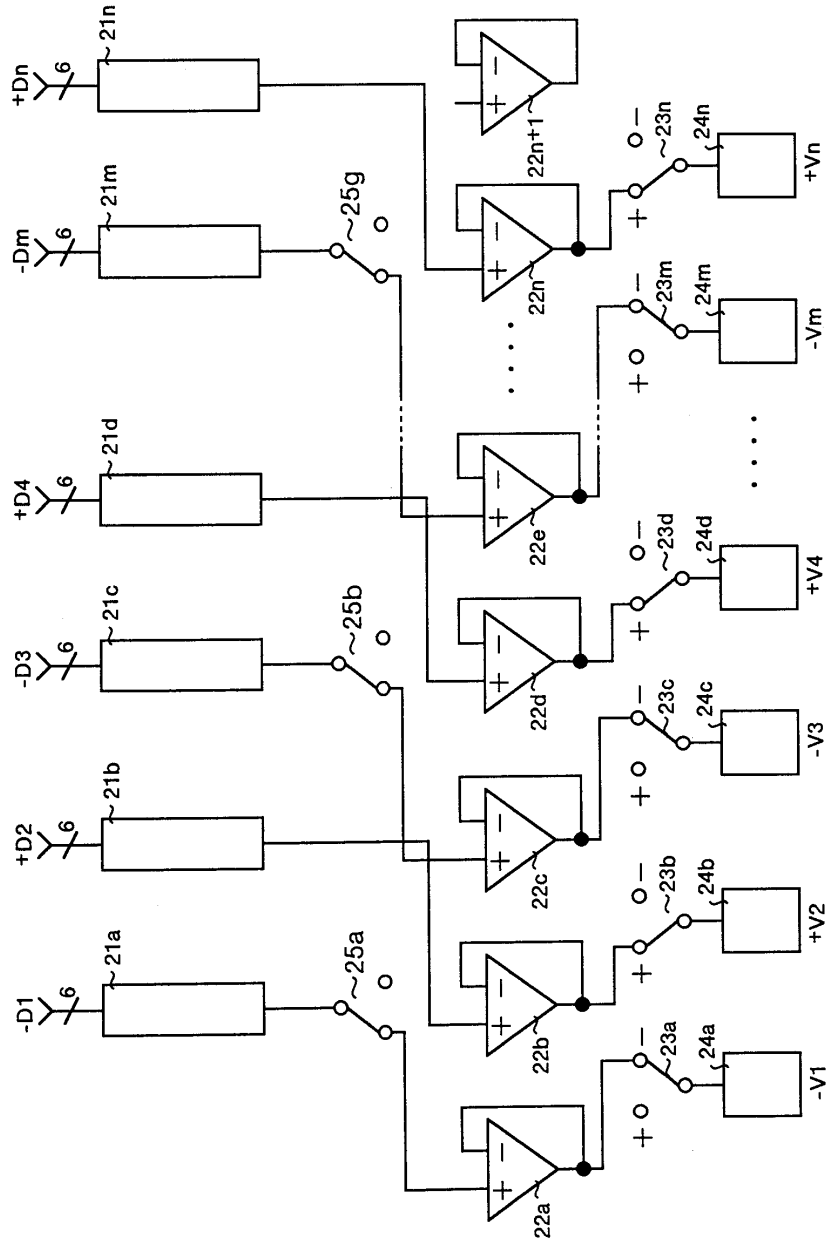 -D1 +D2 -D3 +D4 -Dm +Dn
6 6 6 6 6 6
21a 21b 21c 21d 21m 21n
25a 25b 25g
+ − + − + − + − + − + − + −
22a 22b 22c 22d 22e 22n 22n+1
+ − + − + − + − + − + −
23a 23b 23c 23d 23m 23n
24a 24b 24c 24d 24m 24n
-V1 +V2 -V3 +V4 -Vm +Vn